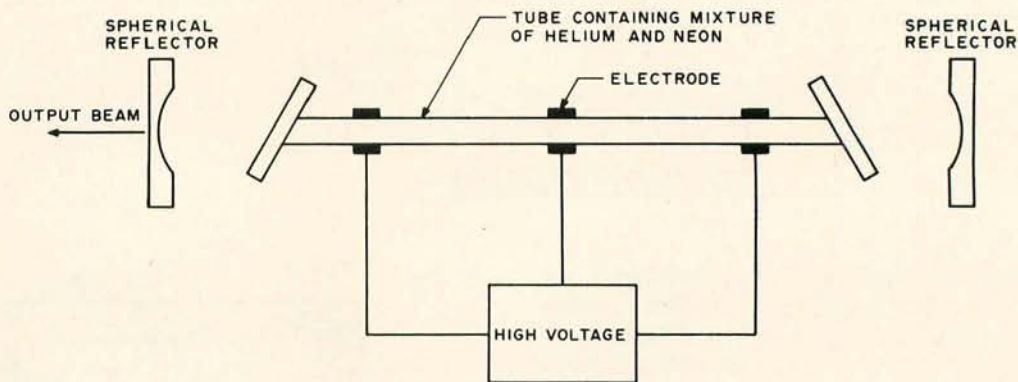 SPHERICAL
REFLECTOR
TUBE CONTAINING MIXTURE
OF HELIUM AND NEON
SPHERICAL
REFLECTOR
ELECTRODE
OUTPUT BEAM
HIGH VOLTAGE